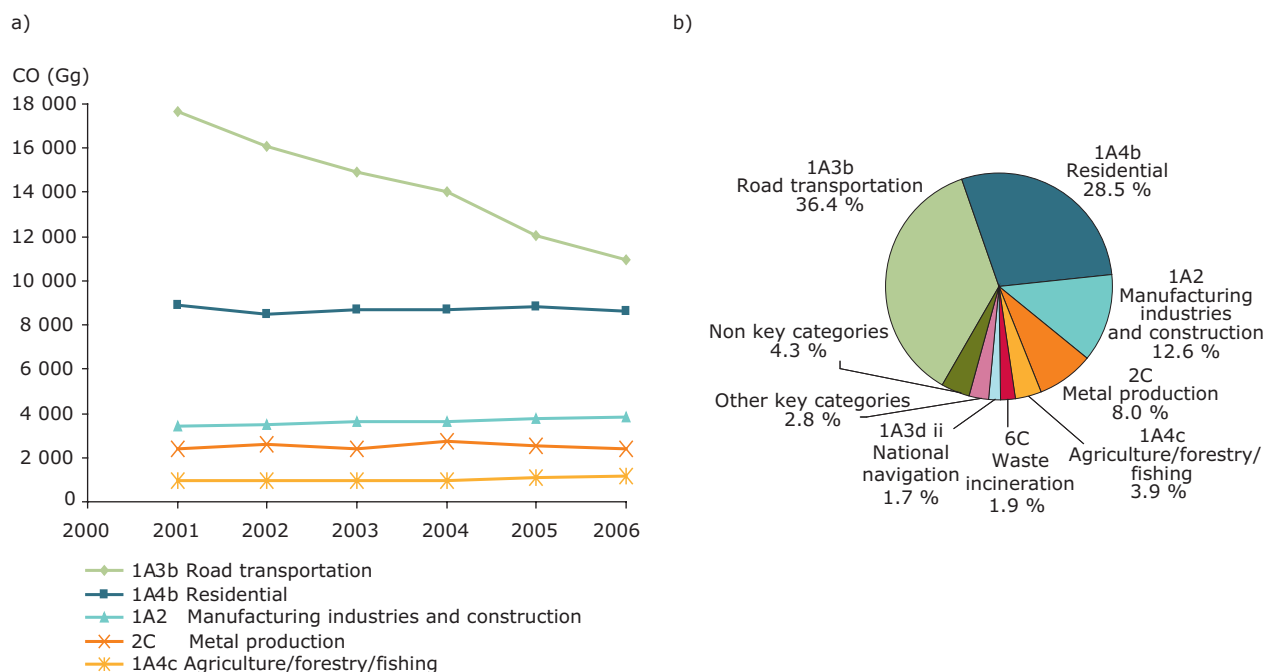 a)
CO (Gg)
18 000
16 000
14 000
12 000
10 000
8 000
6 000
4 000
2 000
0
2000 2001 2002 2003 2004 2005 2006
1A3b Road transportation
1A4b Residential
1A2 Manufacturing industries and construction
2C Metal production
1A4c Agriculture/forestry/fishing
b)
1A3b
Road transportation
36.4 %
1A4b
Residential
28.5 %
1A2
Manufacturing
industries
and construction
12.6 %
2C
Metal production
8.0 %
1A4c
Agriculture/forestry/
fishing
3.9 %
6C
Waste
incineration
1.9 %
1A3d ii
National
navigation
1.7 %
Other key categories
2.8 %
Non key categories
4.3 %